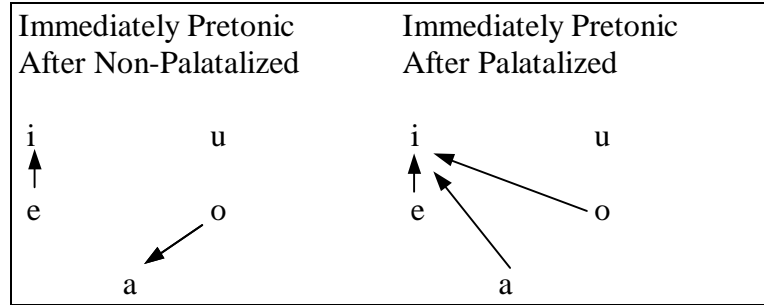 Immediately Pretonic
After Non-Palatalized
i u
e o
a
Immediately Pretonic
After Palatalized
i u
e o
a